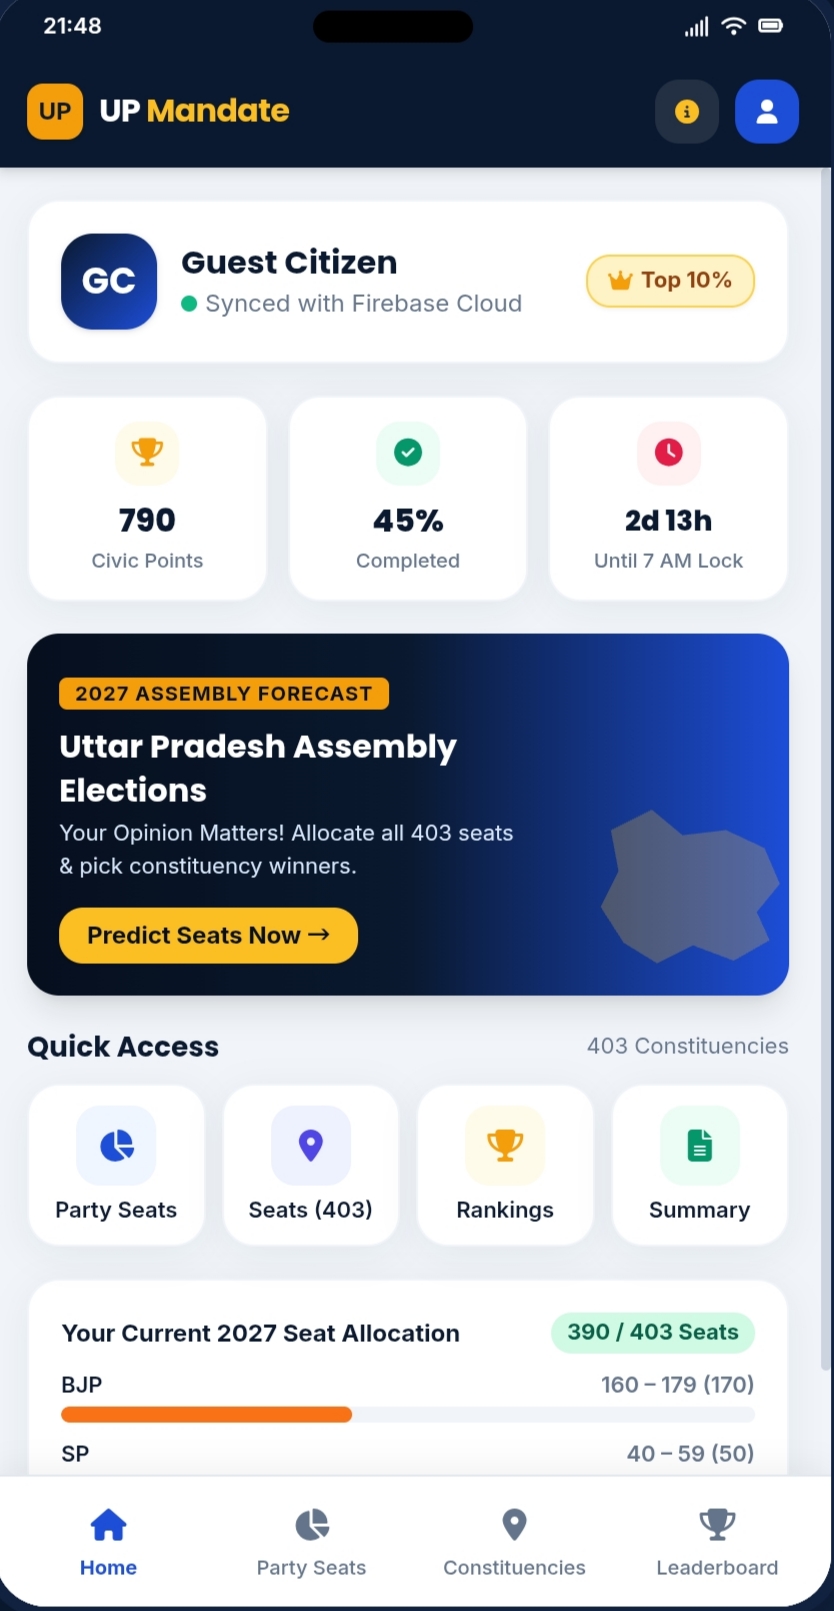 21:48
UP
UP Mandate
GC
Guest Citizen
Synced with Firebase Cloud
Top 10%
790
Civic Points
45%
Completed
2d 13h
Until 7 AM Lock
2027 ASSEMBLY FORECAST
Uttar Pradesh Assembly
Elections
Your Opinion Matters! Allocate all 403 seats
& pick constituency winners.
Predict Seats Now →
Quick Access
403 Constituencies
Party Seats
Seats (403)
Rankings
Summary
Your Current 2027 Seat Allocation
390 / 403 Seats
BJP
160 – 179 (170)
SP
40 – 59 (50)
Home
Party Seats
Constituencies
Leaderboard